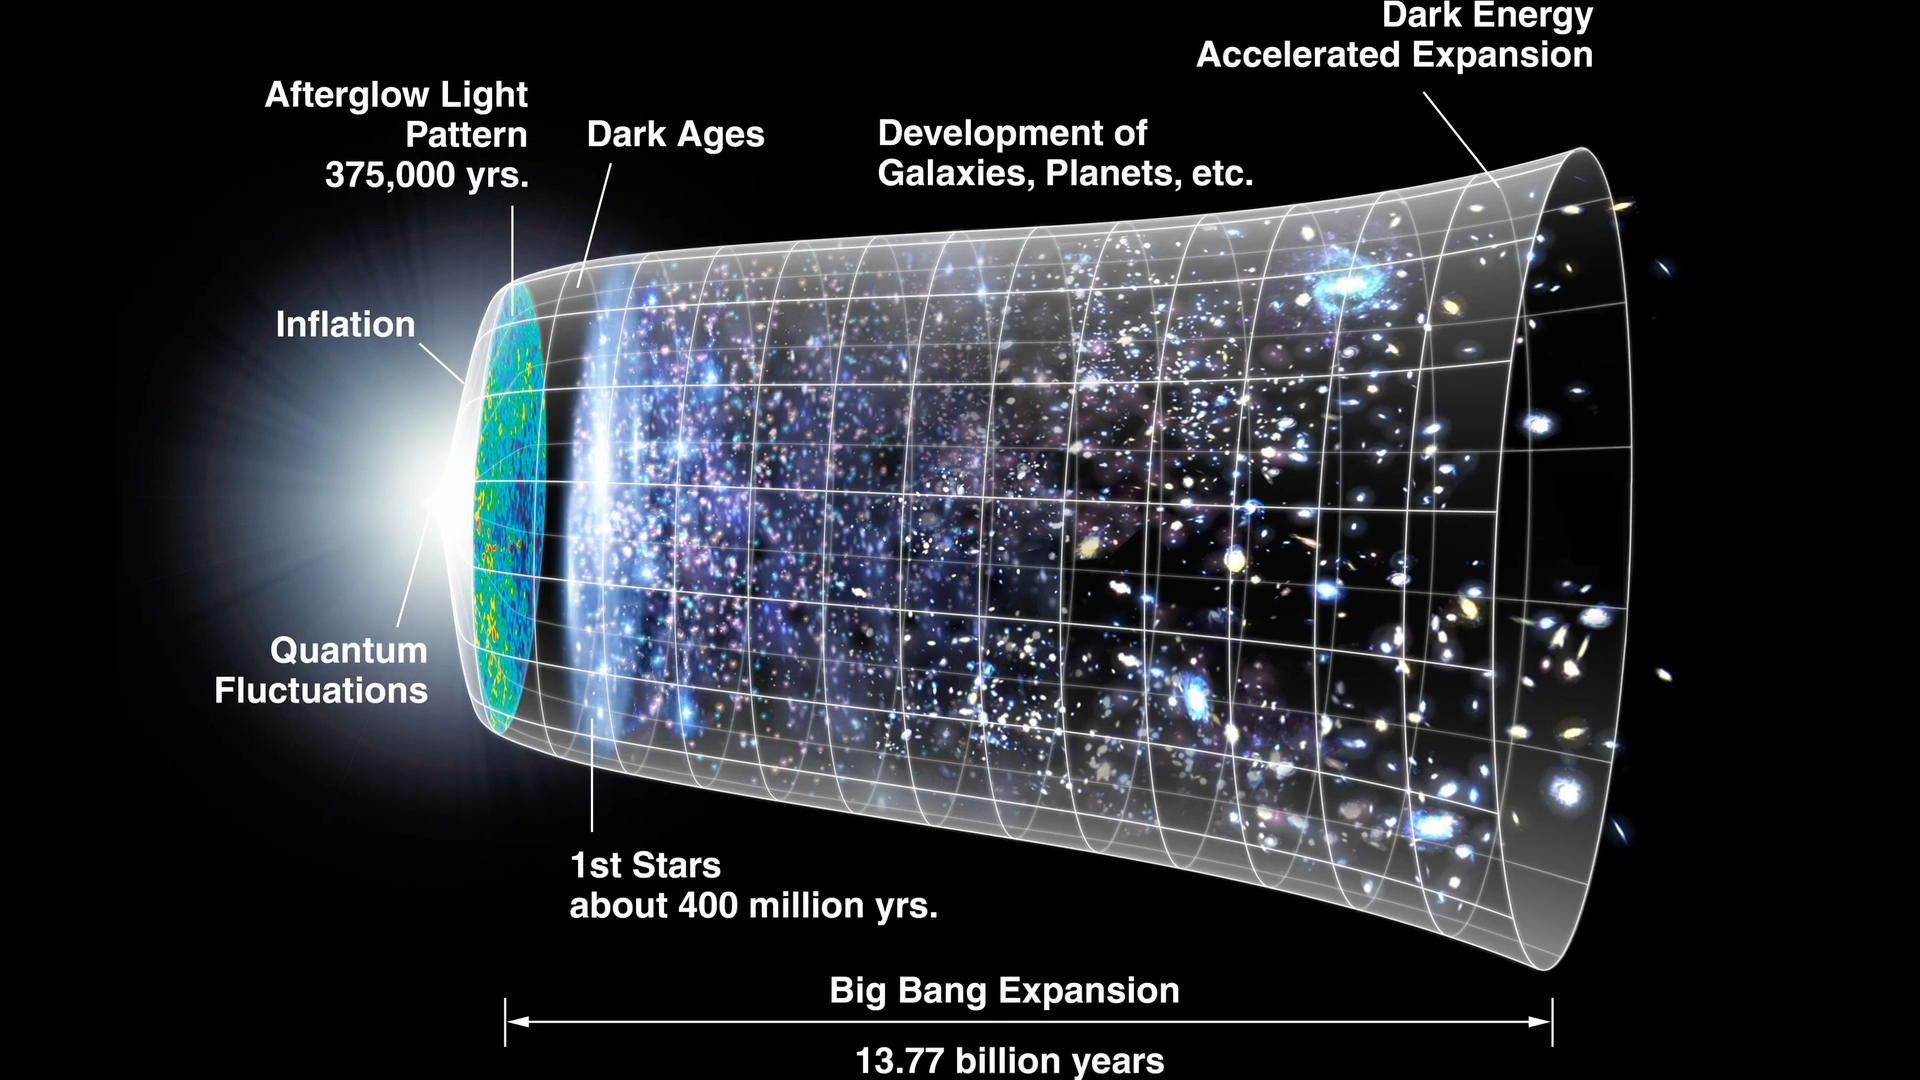 Dark Energy
Accelerated Expansion
Afterglow Light
Pattern
375,000 yrs.
Dark Ages
Development of
Galaxies, Planets, etc.
Inflation
Quantum
Fluctuations
1st Stars
about 400 million yrs.
Big Bang Expansion
13.77 billion years